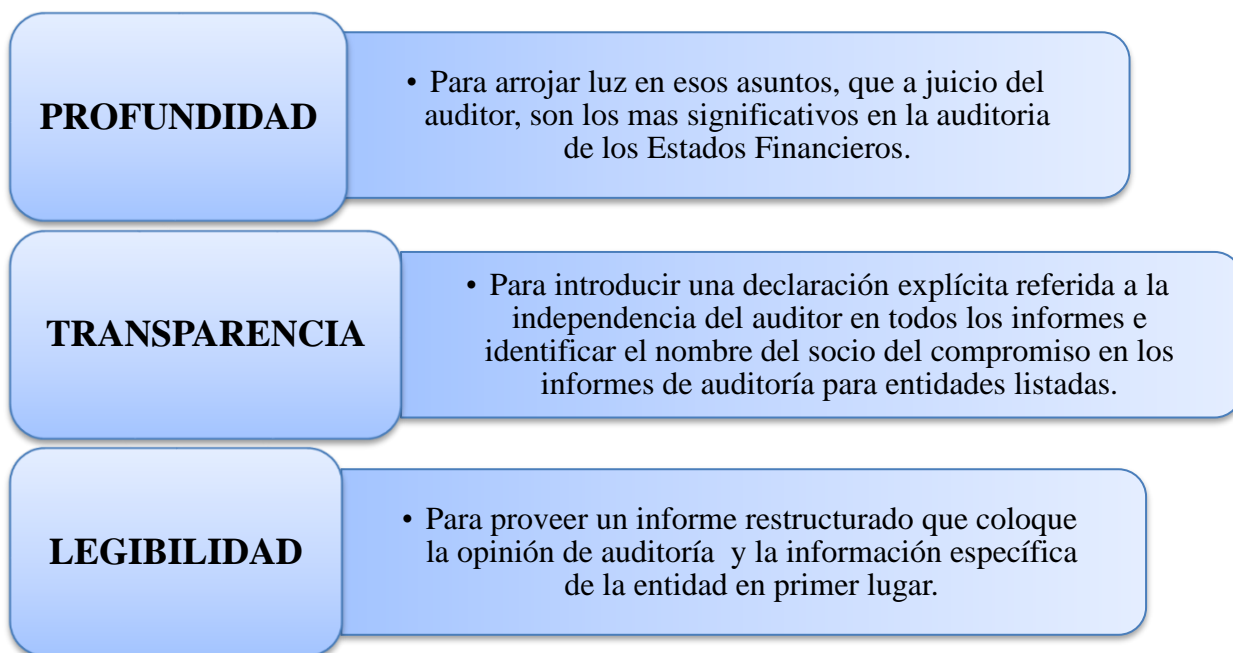 PROFUNDIDAD
• Para arrojar luz en esos asuntos, que a juicio del
auditor, son los mas significativos en la auditoria
de los Estados Financieros.
TRANSPARENCIA
• Para introducir una declaración explícita referida a la
independencia del auditor en todos los informes e
identificar el nombre del socio del compromiso en los
informes de auditoría para entidades listadas.
LEGIBILIDAD
• Para proveer un informe restructurado que coloque
la opinión de auditoría y la información específica
de la entidad en primer lugar.